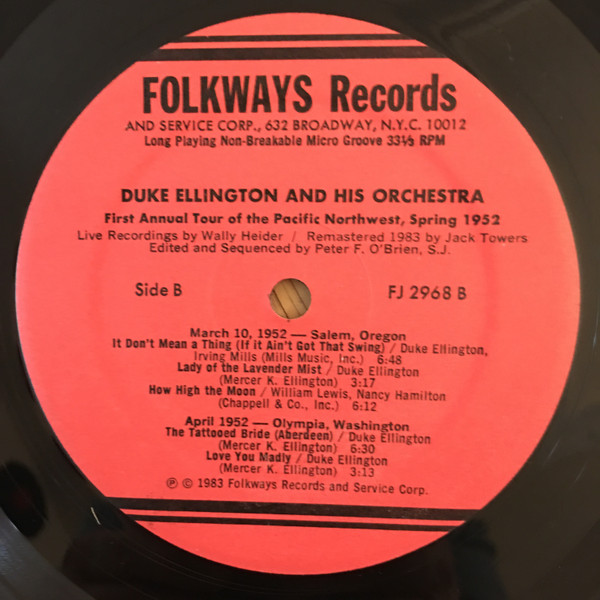 FOLKWAYS Records
AND SERVICE CORP., 632 BROADWAY, N.Y.C. 10012
Long Playing Non-Breakable Micro Groove 33⅓ RPM
DUKE ELLINGTON AND HIS ORCHESTRA
First Annual Tour of the Pacific Northwest, Spring 1952
Live Recordings by Wally Heider / Remastered 1983 by Jack Towers
Edited and Sequenced by Peter F. O'Brien, S.J.
Side B
FJ 2968 B
March 10, 1952 — Salem, Oregon
It Don't Mean a Thing (If it Ain't Got That Swing) / Duke Ellington,
Irving Mills (Mills Music, Inc.) 6:48
Lady of the Lavender Mist / Duke Ellington
(Mercer K. Ellington) 3:17
How High the Moon / William Lewis, Nancy Hamilton
(Chappell & Co., Inc.) 6:12
April 1952 — Olympia, Washington
The Tattooed Bride (Aberdeen) / Duke Ellington
(Mercer K. Ellington) 6:30
Love You Madly / Duke Ellington
(Mercer K. Ellington) 3:13
℗ © 1983 Folkways Records and Service Corp.